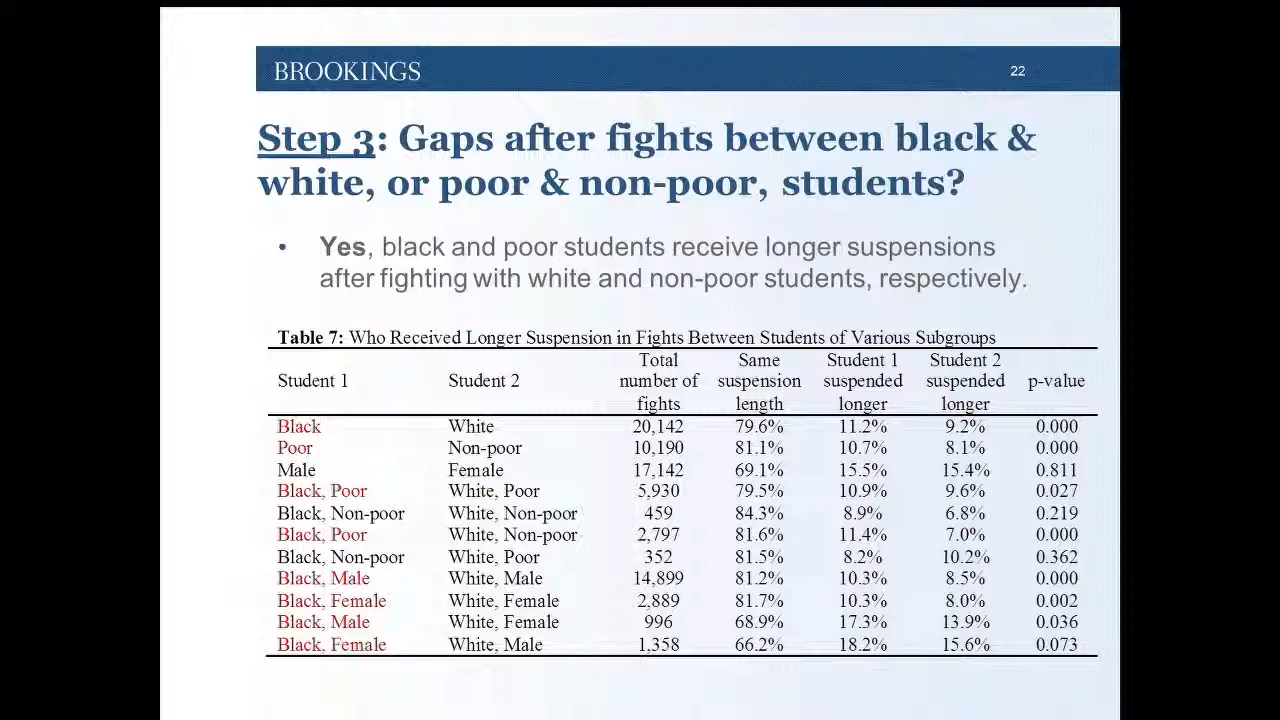 BROOKINGS 22
Step 3: Gaps after fights between black &
white, or poor & non-poor, students?
• Yes, black and poor students receive longer suspensions
after fighting with white and non-poor students, respectively.
Table 7: Who Received Longer Suspension in Fights Between Students of Various Subgroups
Student 1 Student 2 Total number of fights Same suspension length Student 1 suspended longer Student 2 suspended longer p-value
Black White 20,142 79.6% 11.2% 9.2% 0.000
Poor Non-poor 10,190 81.1% 10.7% 8.1% 0.000
Male Female 17,142 69.1% 15.5% 15.4% 0.811
Black, Poor White, Poor 5,930 79.5% 10.9% 9.6% 0.027
Black, Non-poor White, Non-poor 459 84.3% 8.9% 6.8% 0.219
Black, Poor White, Non-poor 2,797 81.6% 11.4% 7.0% 0.000
Black, Non-poor White, Poor 352 81.5% 8.2% 10.2% 0.362
Black, Male White, Male 14,899 81.2% 10.3% 8.5% 0.000
Black, Female White, Female 2,889 81.7% 10.3% 8.0% 0.002
Black, Male White, Female 996 68.9% 17.3% 13.9% 0.036
Black, Female White, Male 1,358 66.2% 18.2% 15.6% 0.073